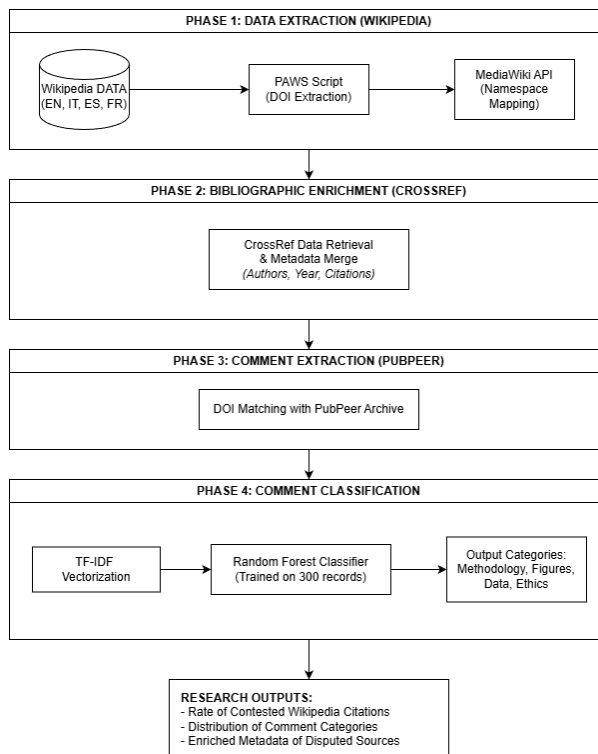 PHASE 1: DATA EXTRACTION (WIKIPEDIA)
Wikipedia DATA
(EN, IT, ES, FR)
PAWS Script
(DOI Extraction)
MediaWiki API
(Namespace
Mapping)
PHASE 2: BIBLIOGRAPHIC ENRICHMENT (CROSSREF)
CrossRef Data Retrieval
& Metadata Merge
(Authors, Year, Citations)
PHASE 3: COMMENT EXTRACTION (PUBPEER)
DOI Matching with PubPeer Archive
PHASE 4: COMMENT CLASSIFICATION
TF-IDF
Vectorization
Random Forest Classifier
(Trained on 300 records)
Output Categories:
Methodology, Figures,
Data, Ethics
RESEARCH OUTPUTS:
- Rate of Contested Wikipedia Citations
- Distribution of Comment Categories
- Enriched Metadata of Disputed Sources